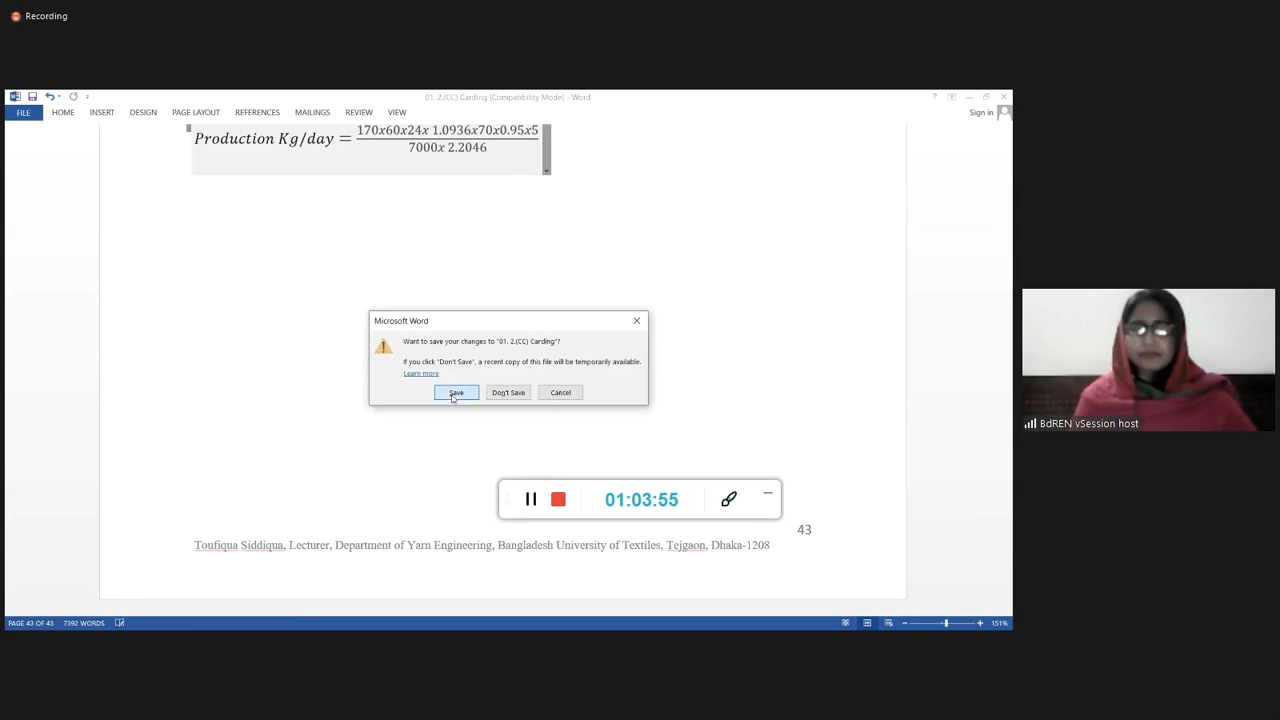 Recording
01. 2.(CC) Carding [Compatibility Mode] - Word
?
FILE HOME INSERT DESIGN PAGE LAYOUT REFERENCES MAILINGS REVIEW VIEW Sign in
Production Kg/day = 170x60x24x 1.0936x70x0.95x5
7000x 2.2046
Microsoft Word
Want to save your changes to "01. 2.(CC) Carding"?
If you click "Don't Save", a recent copy of this file will be temporarily available.
Learn more
Save Don't Save Cancel
BdREN vSession host
01:03:55
43
Toufiqua Siddiqua, Lecturer, Department of Yarn Engineering, Bangladesh University of Textiles, Tejgaon, Dhaka-1208
PAGE 43 OF 43 7392 WORDS 151%